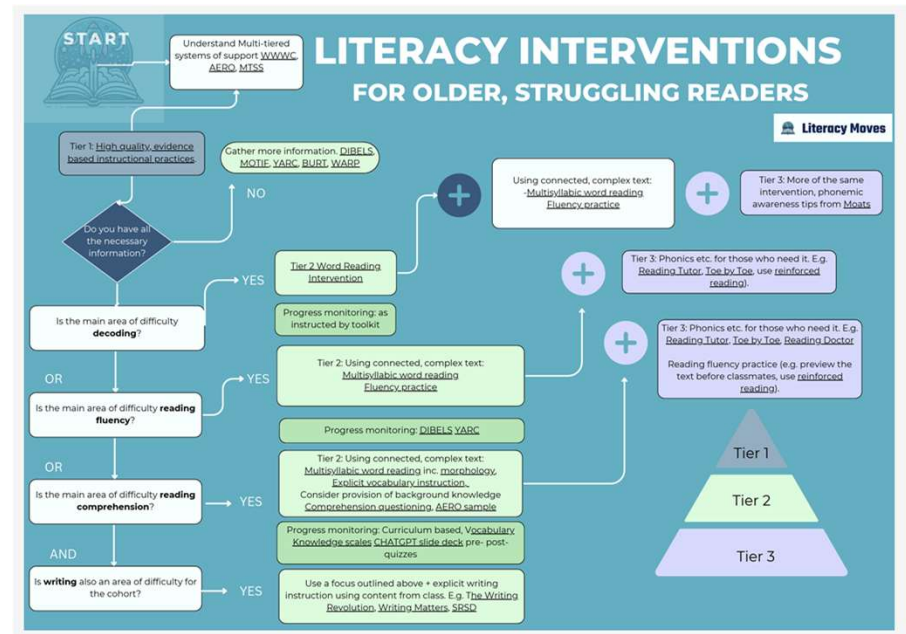 START
Understand Multi-tiered
systems of support WWWC,
AERO, MTSS
LITERACY INTERVENTIONS
FOR OLDER, STRUGGLING READERS
Literacy Moves
Tier 1: High quality, evidence
based instructional practices.
Gather more information. DIBELS,
MOTIF, YARC, BURT, WARP
NO
Do you have all
the necessary
information?
Using connected, complex text:
-Multisyllabic word reading
Fluency practice
Tier 3: More of the same
intervention, phonemic
awareness tips from Moats
YES
Tier 2 Word Reading
Intervention
Progress monitoring: as
instructed by toolkit
Tier 3: Phonics etc. for those who need it. E.g.
Reading Tutor, Toe by Toe, use reinforced
reading).
Is the main area of difficulty
decoding?
Tier 3: Phonics etc. for those who need it. E.g.
Reading Tutor, Toe by Toe, Reading Doctor
Reading fluency practice (e.g. preview the
text before classmates, use reinforced
reading).
OR
YES
Tier 2: Using connected, complex text:
Multisyllabic word reading
Fluency practice
Is the main area of difficulty reading
fluency?
Progress monitoring: DIBELS YARC
OR
Is the main area of difficulty reading
comprehension?
YES
Tier 2: Using connected, complex text:
Multisyllabic word reading inc. morphology,
Explicit vocabulary instruction,
Consider provision of background knowledge
Comprehension questioning, AERO sample
Progress monitoring: Curriculum based, Vocabulary
Knowledge scales CHATGPT slide deck pre- post-
quizzes
AND
Is writing also an area of difficulty for
the cohort?
YES
Use a focus outlined above + explicit writing
instruction using content from class. E.g. The Writing
Revolution, Writing Matters, SRSD
Tier 1
Tier 2
Tier 3